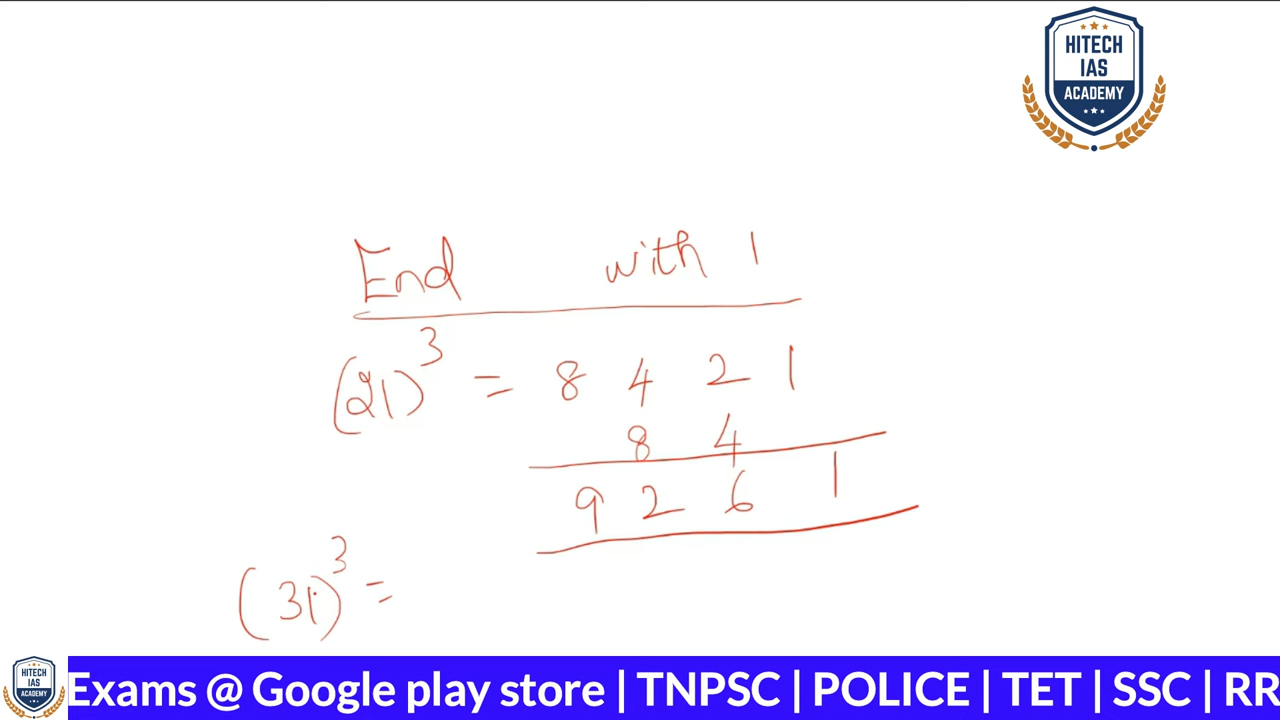 HITECH
IAS
ACADEMY
End with 1
(21)³ = 8 4 2 1
8 4
9 2 6 1
(31)³ =
HITECH
IAS
ACADEMY
Exams @ Google play store | TNPSC | POLICE | TET | SSC | RR